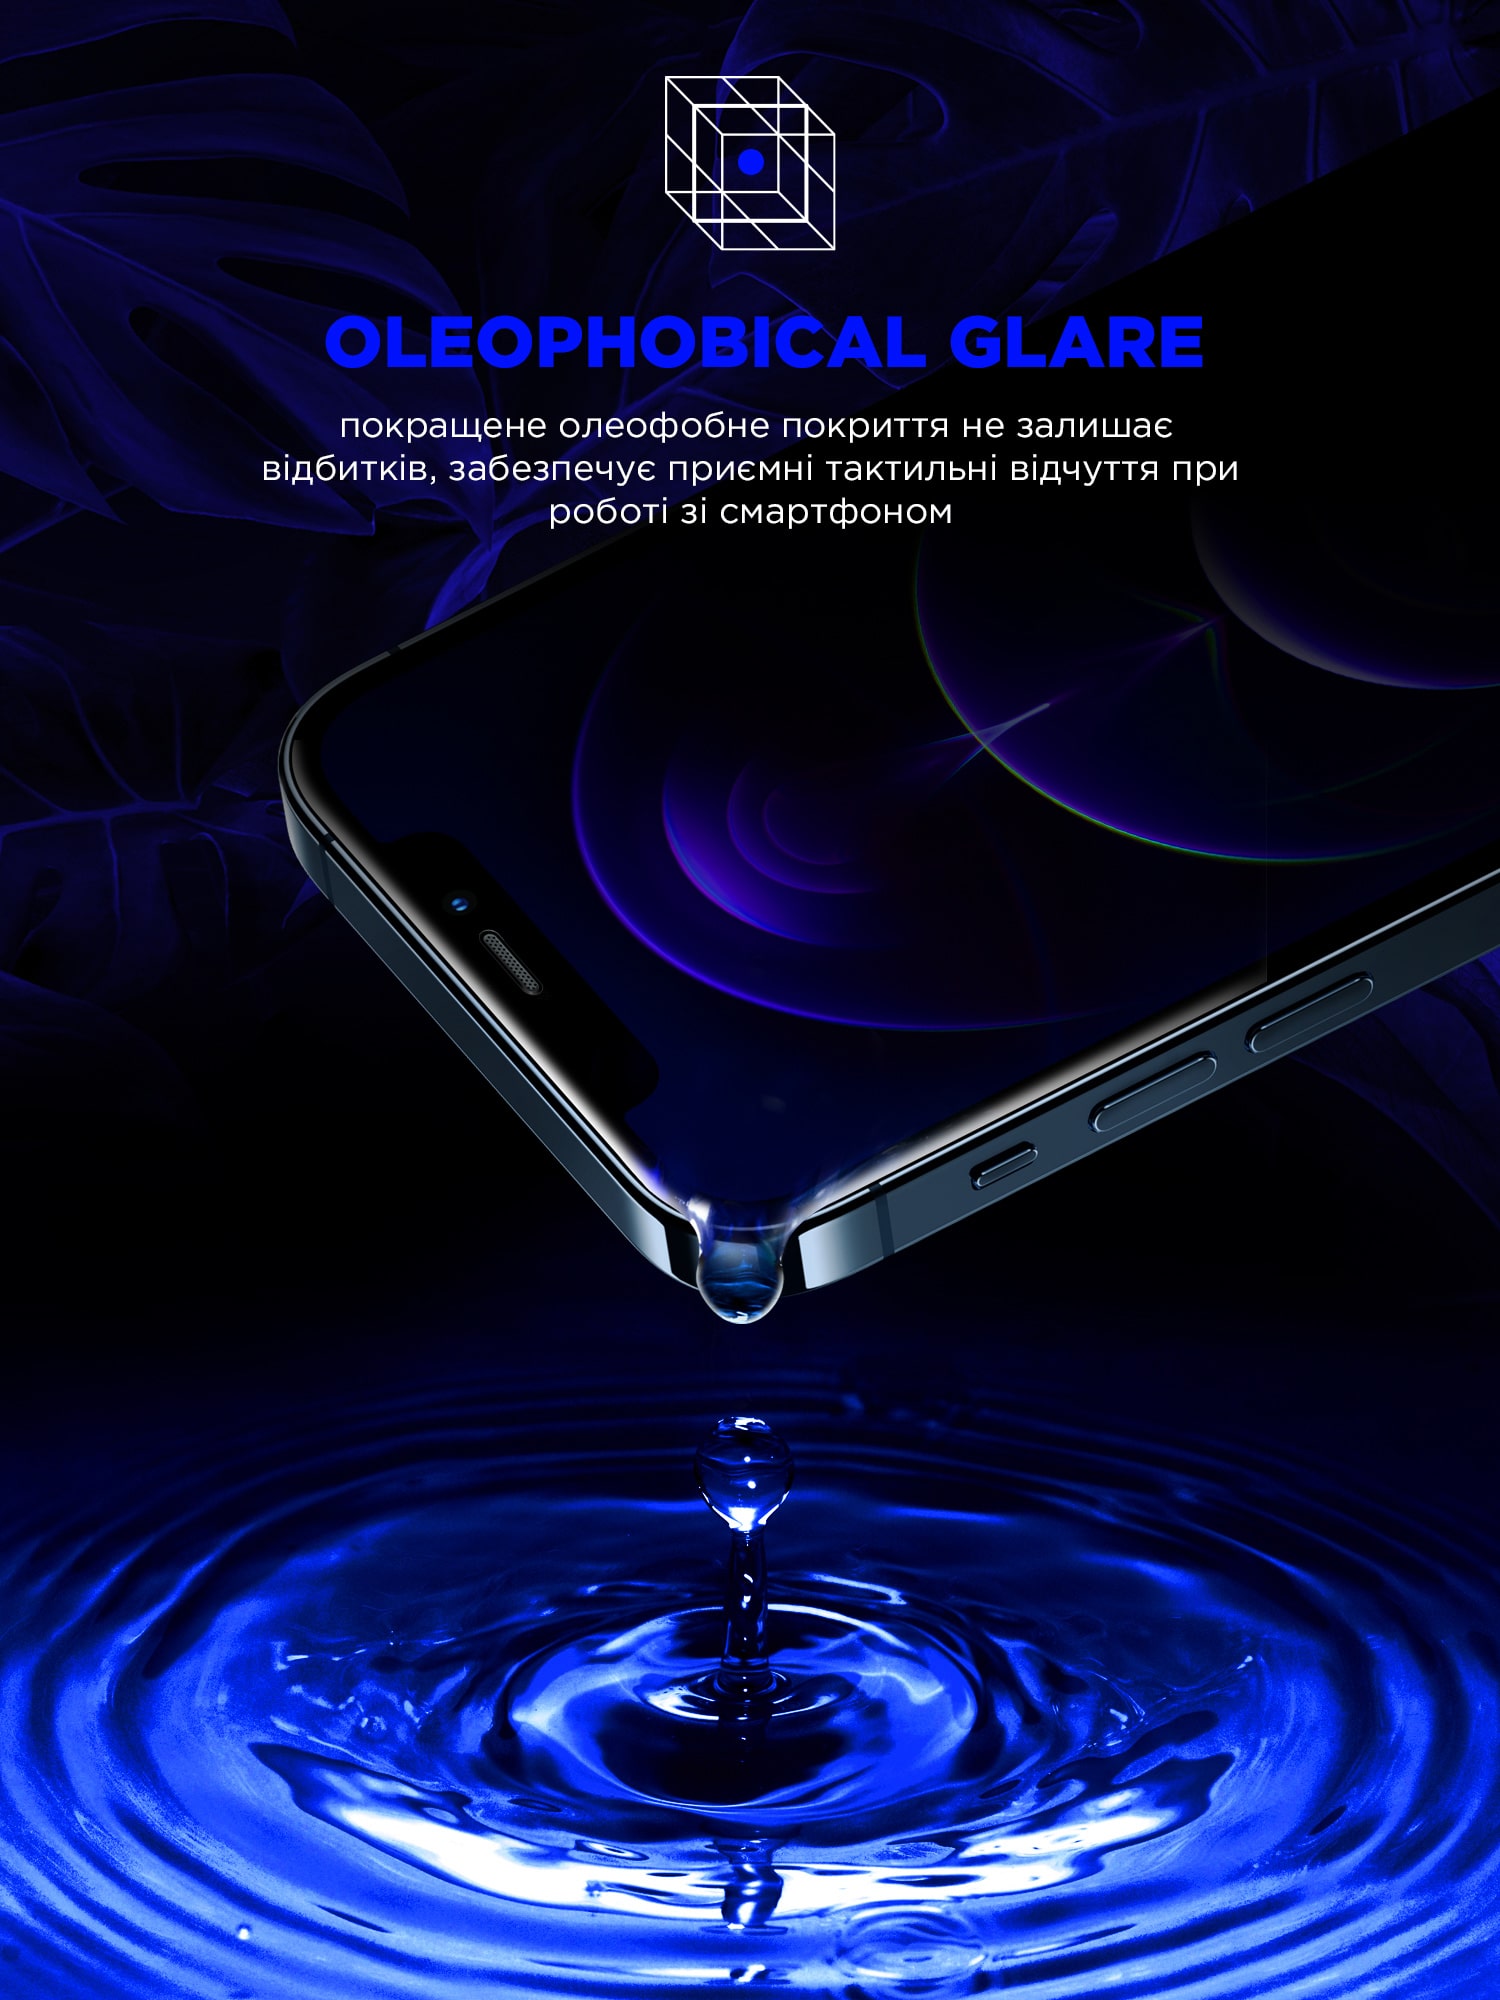 OLEOPHOBICAL GLARE
покращене олеофобне покриття не залишає
відбитків, забезпечує приємні тактильні відчуття при
роботі зі смартфоном